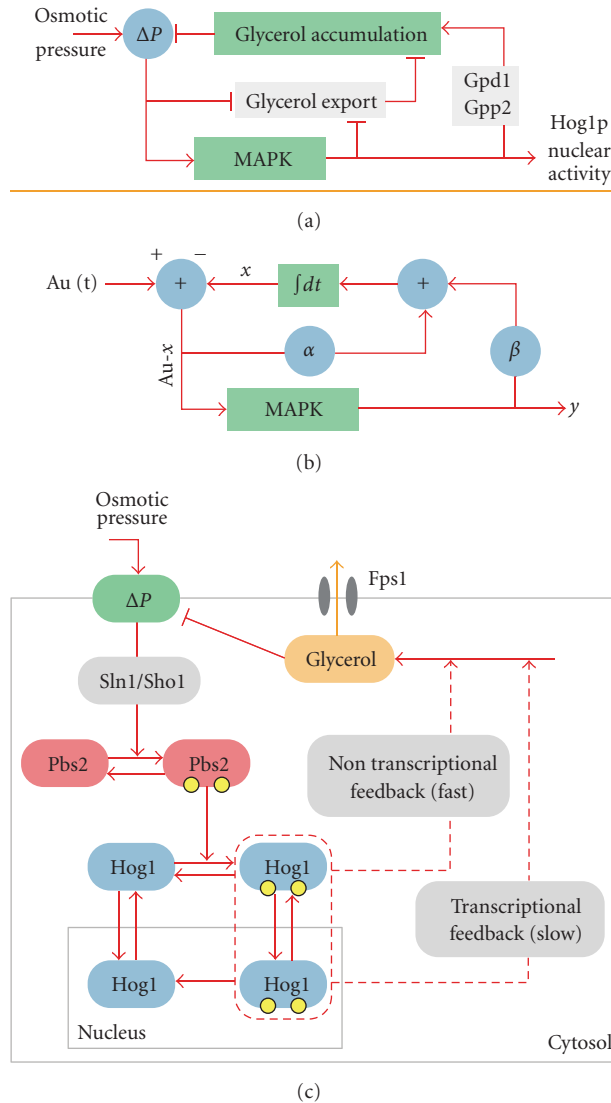 Osmotic
pressure
ΔP
Glycerol accumulation
Glycerol export
Gpd1
Gpp2
MAPK
Hog1p
nuclear
activity
(a)
+
−
Au (t)
+
x
∫dt
+
Au-x
α
β
MAPK
y
(b)
Osmotic
pressure
ΔP
Fps1
Glycerol
Sln1/Sho1
Pbs2
Pbs2
Non transcriptional
feedback (fast)
Hog1
Hog1
Transcriptional
feedback (slow)
Hog1
Hog1
Nucleus
Cytosol
(c)